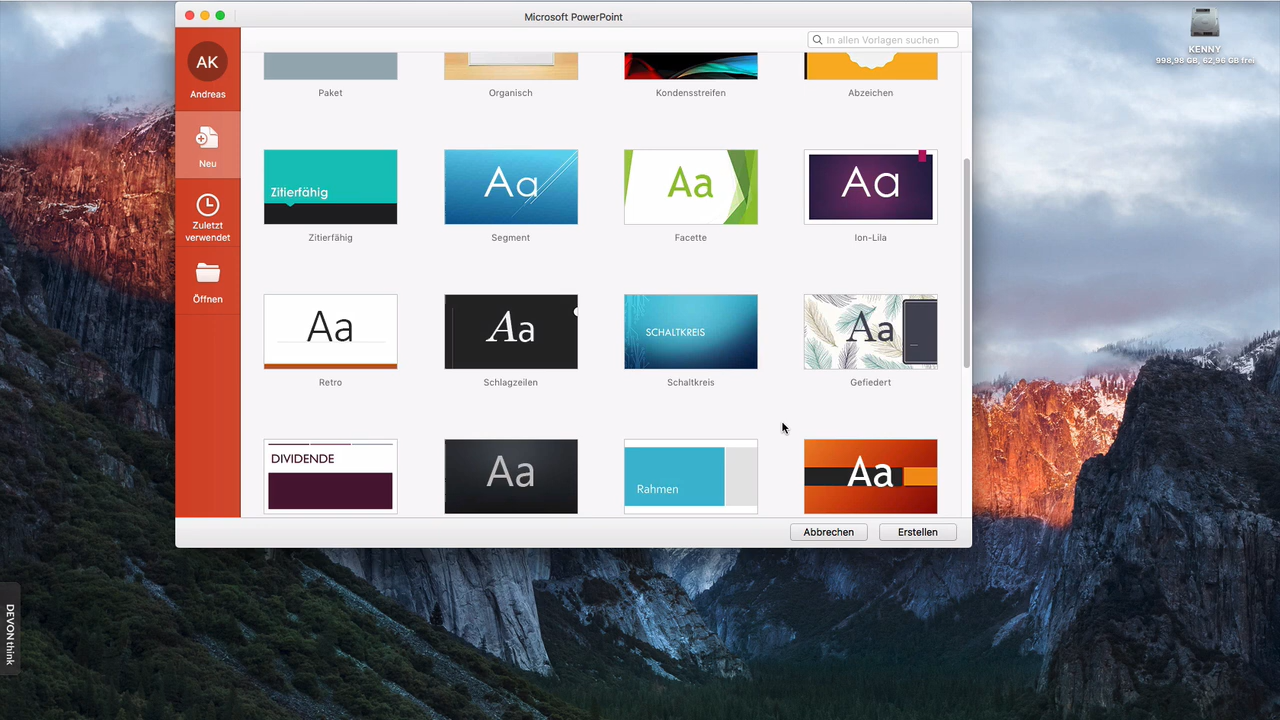 Microsoft PowerPoint
In allen Vorlagen suchen
KENNY
998,98 GB, 62,96 GB frei
AK
Andreas
Neu
Zuletzt
verwendet
Öffnen
Paket
Organisch
Kondensstreifen
Abzeichen
Zitierfähig
Aa
Aa
Aa
Zitierfähig
Segment
Facette
Ion-Lila
Aa
Aa
SCHALTKREIS
Aa
Retro
Schlagzeilen
Schaltkreis
Gefiedert
DIVIDENDE
Aa
Rahmen
Aa
Abbrechen
Erstellen
DEVONthink